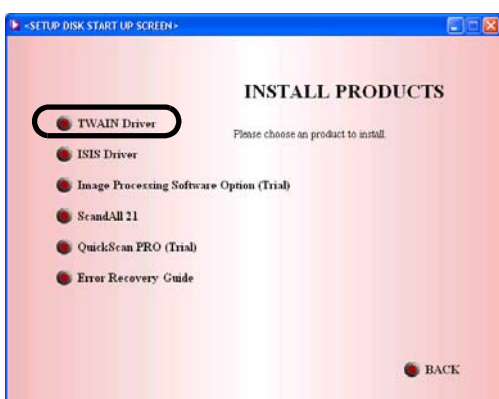 <SETUP DISK START UP SCREEN>
INSTALL PRODUCTS
Please choose an product to install.
TWAIN Driver
ISIS Driver
Image Processing Software Option (Trial)
ScandAll 21
QuickScan PRO (Trial)
Error Recovery Guide
BACK